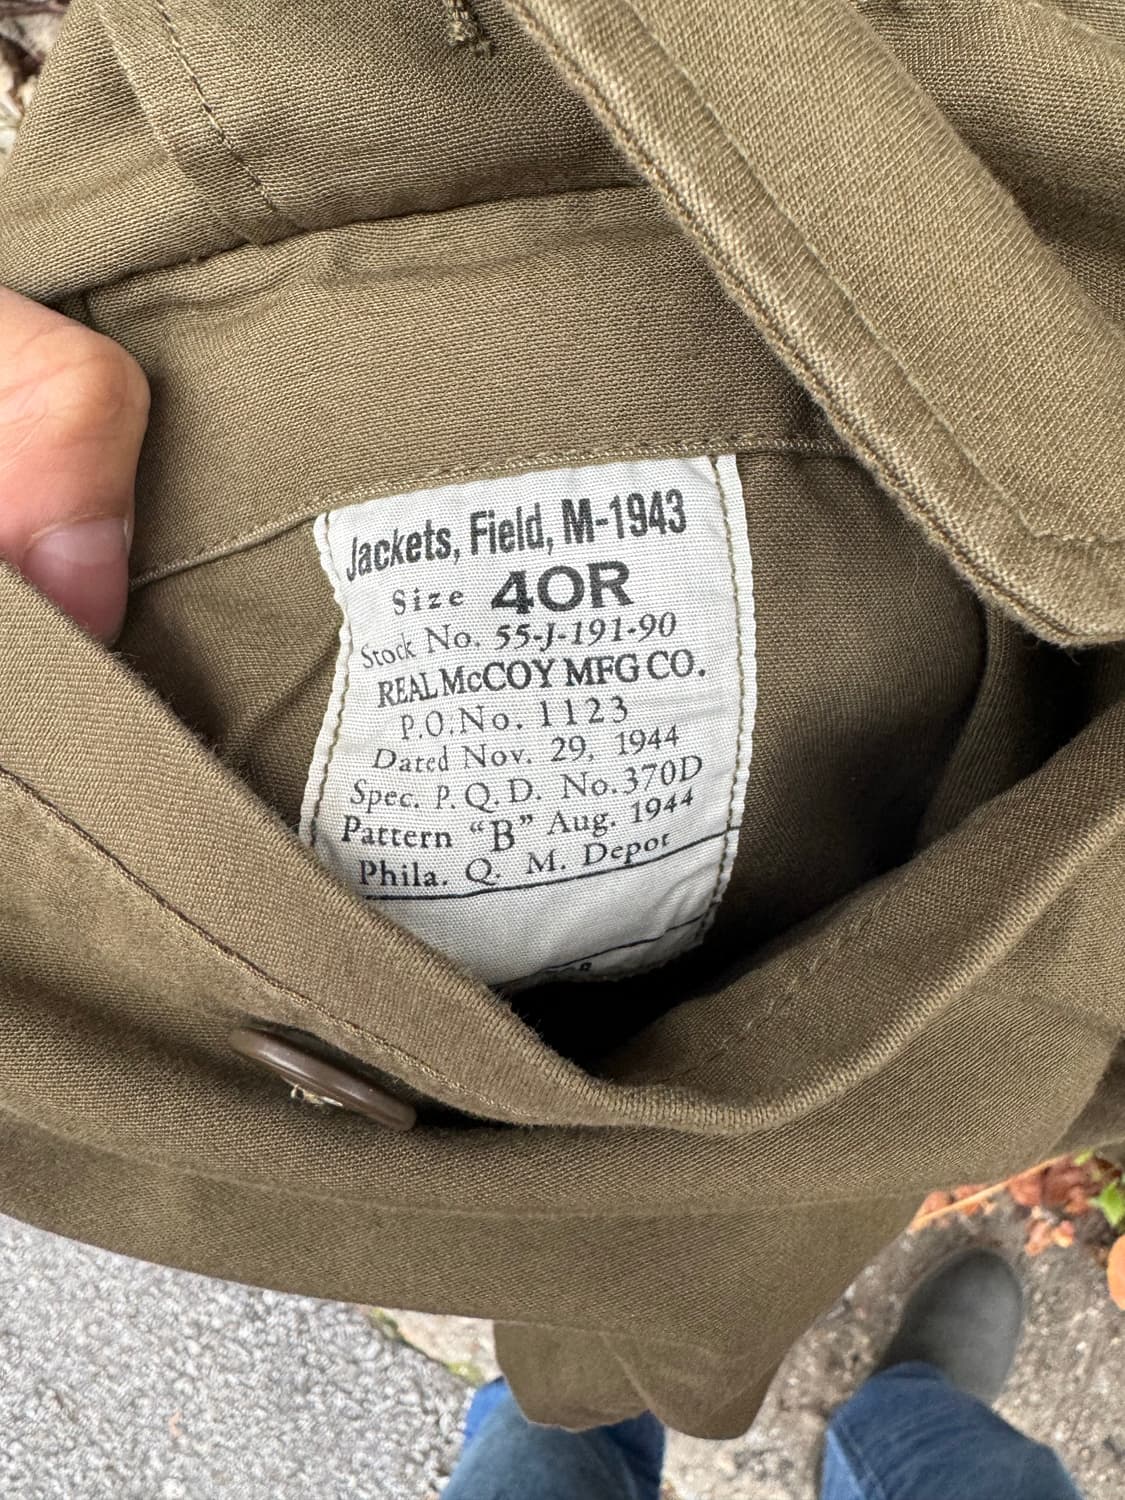 Jackets, Field, M-1943
Size 40R
Stock No. 55-J-191-90
REAL McCOY MFG CO.
P.O.No. 1123
Dated Nov. 29, 1944
Spec. P. Q. D. No. 370D
Pattern "B" Aug. 1944
Phila. Q. M. Depot